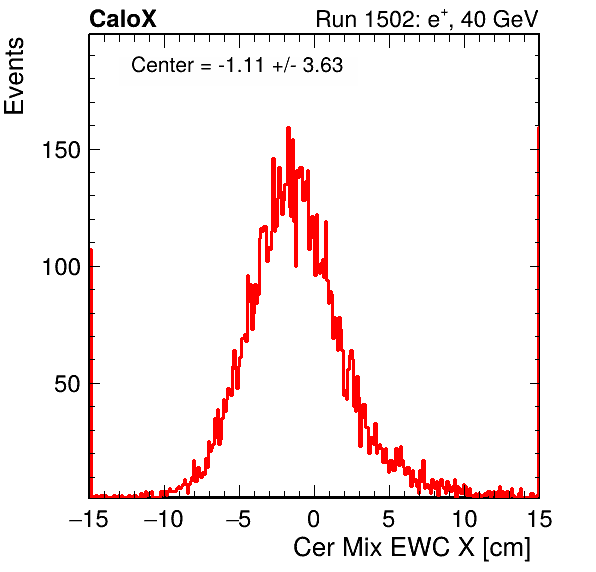 CaloX
Run 1502: e+, 40 GeV
Events
Center = -1.11 +/- 3.63
150
100
50
−15 −10 −5 0 5 10 15
Cer Mix EWC X [cm]